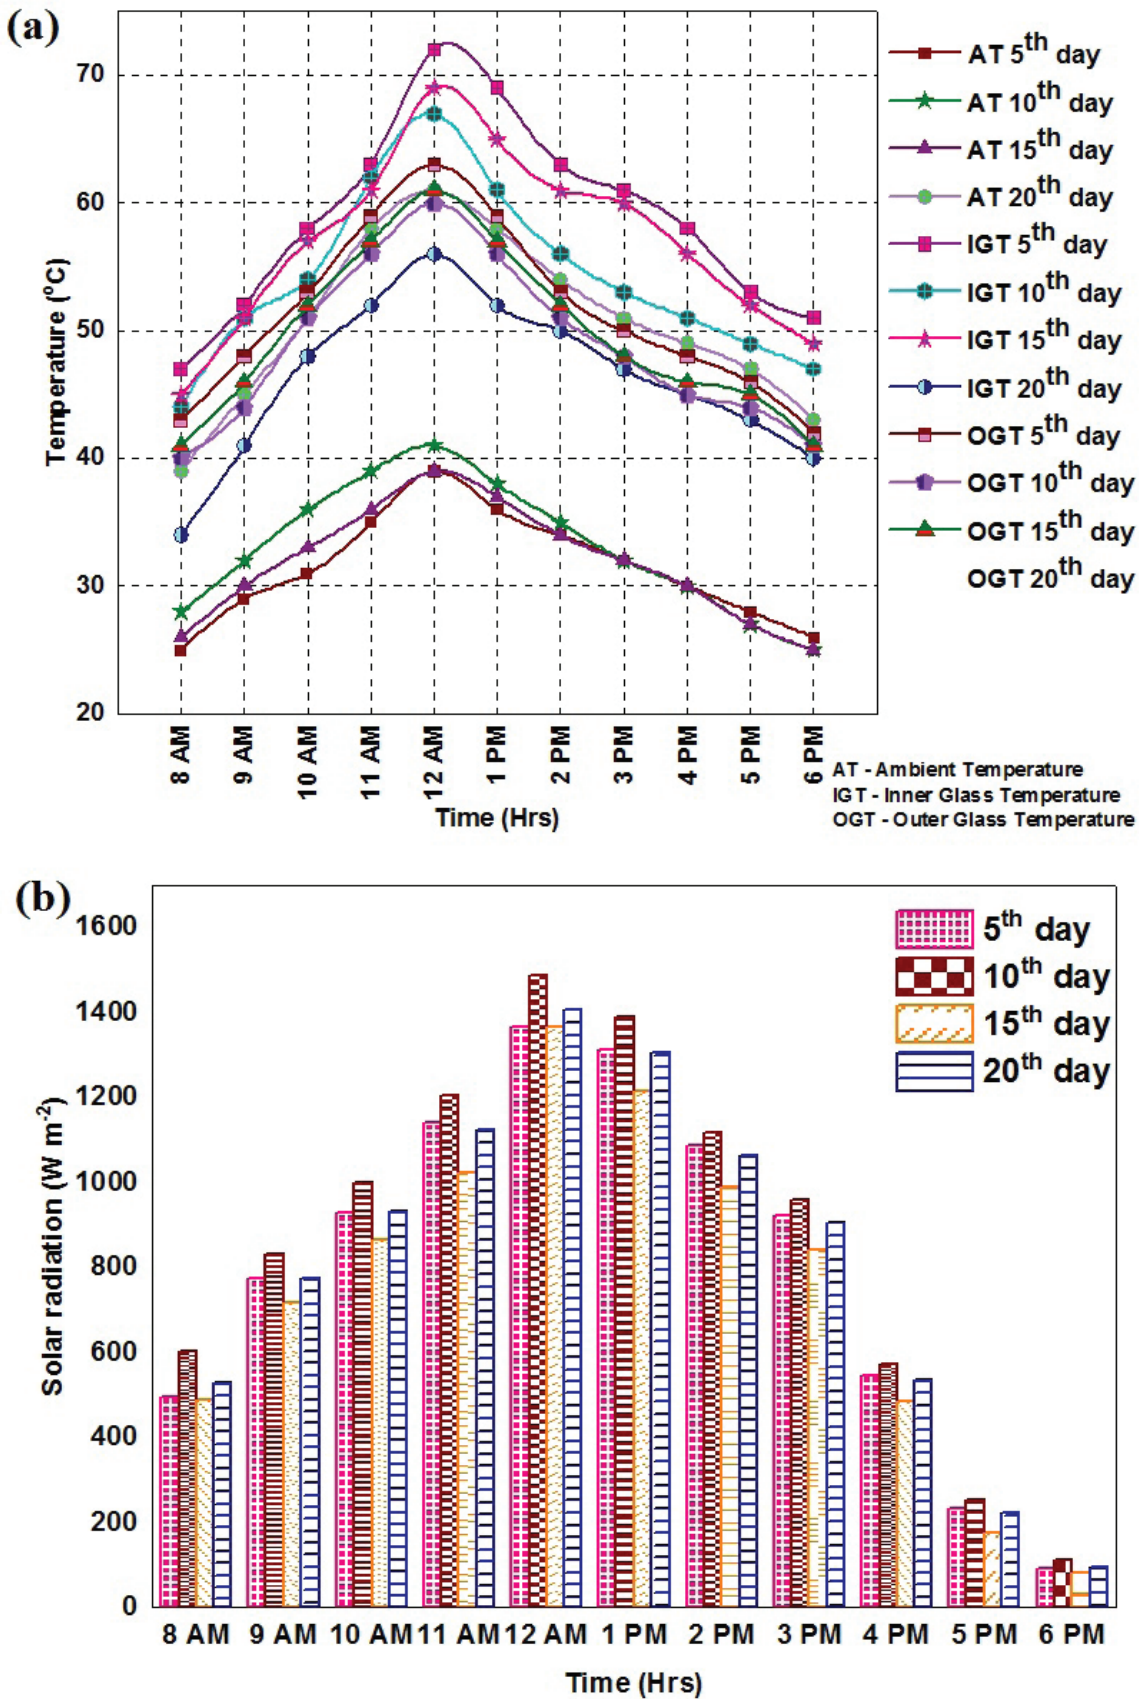 (a)
70
60
50
40
30
20
Temperature (⁰C)
8 AM
9 AM
10 AM
11 AM
12 AM
1 PM
2 PM
3 PM
4 PM
5 PM
6 PM
Time (Hrs)
AT 5th day
AT 10th day
AT 15th day
AT 20th day
IGT 5th day
IGT 10th day
IGT 15th day
IGT 20th day
OGT 5th day
OGT 10th day
OGT 15th day
OGT 20th day
AT - Ambient Temperature
IGT - Inner Glass Temperature
OGT - Outer Glass Temperature
(b)
1600
1400
1200
1000
800
600
400
200
0
Solar radiation (W m-2)
5th day
10th day
15th day
20th day
8 AM 9 AM 10 AM 11 AM 12 AM 1 PM 2 PM 3 PM 4 PM 5 PM 6 PM
Time (Hrs)